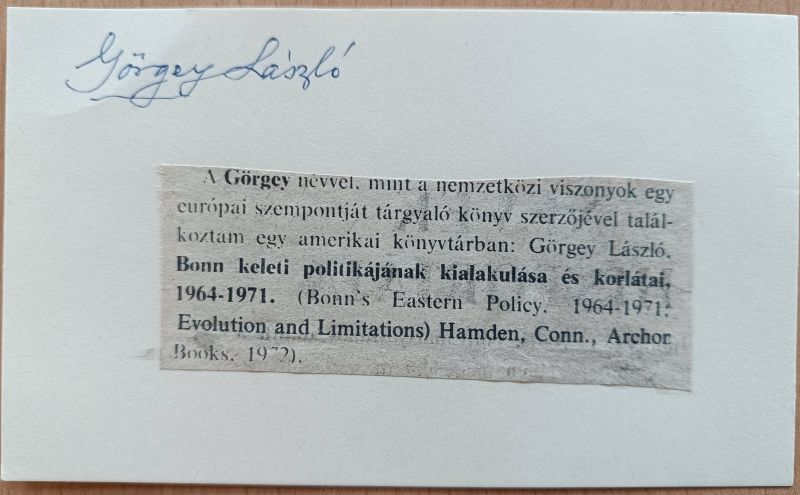 Görgey László
A Görgey névvel, mint a nemzetközi viszonyok egy
európai szempontját tárgyaló könyv szerzőjével talál-
koztam egy amerikai könyvtárban: Görgey László.
Bonn keleti politikájának kialakulása és korlátai,
1964-1971. (Bonn's Eastern Policy. 1964-1971:
Evolution and Limitations) Hamden, Conn., Archor
Books. 1972).